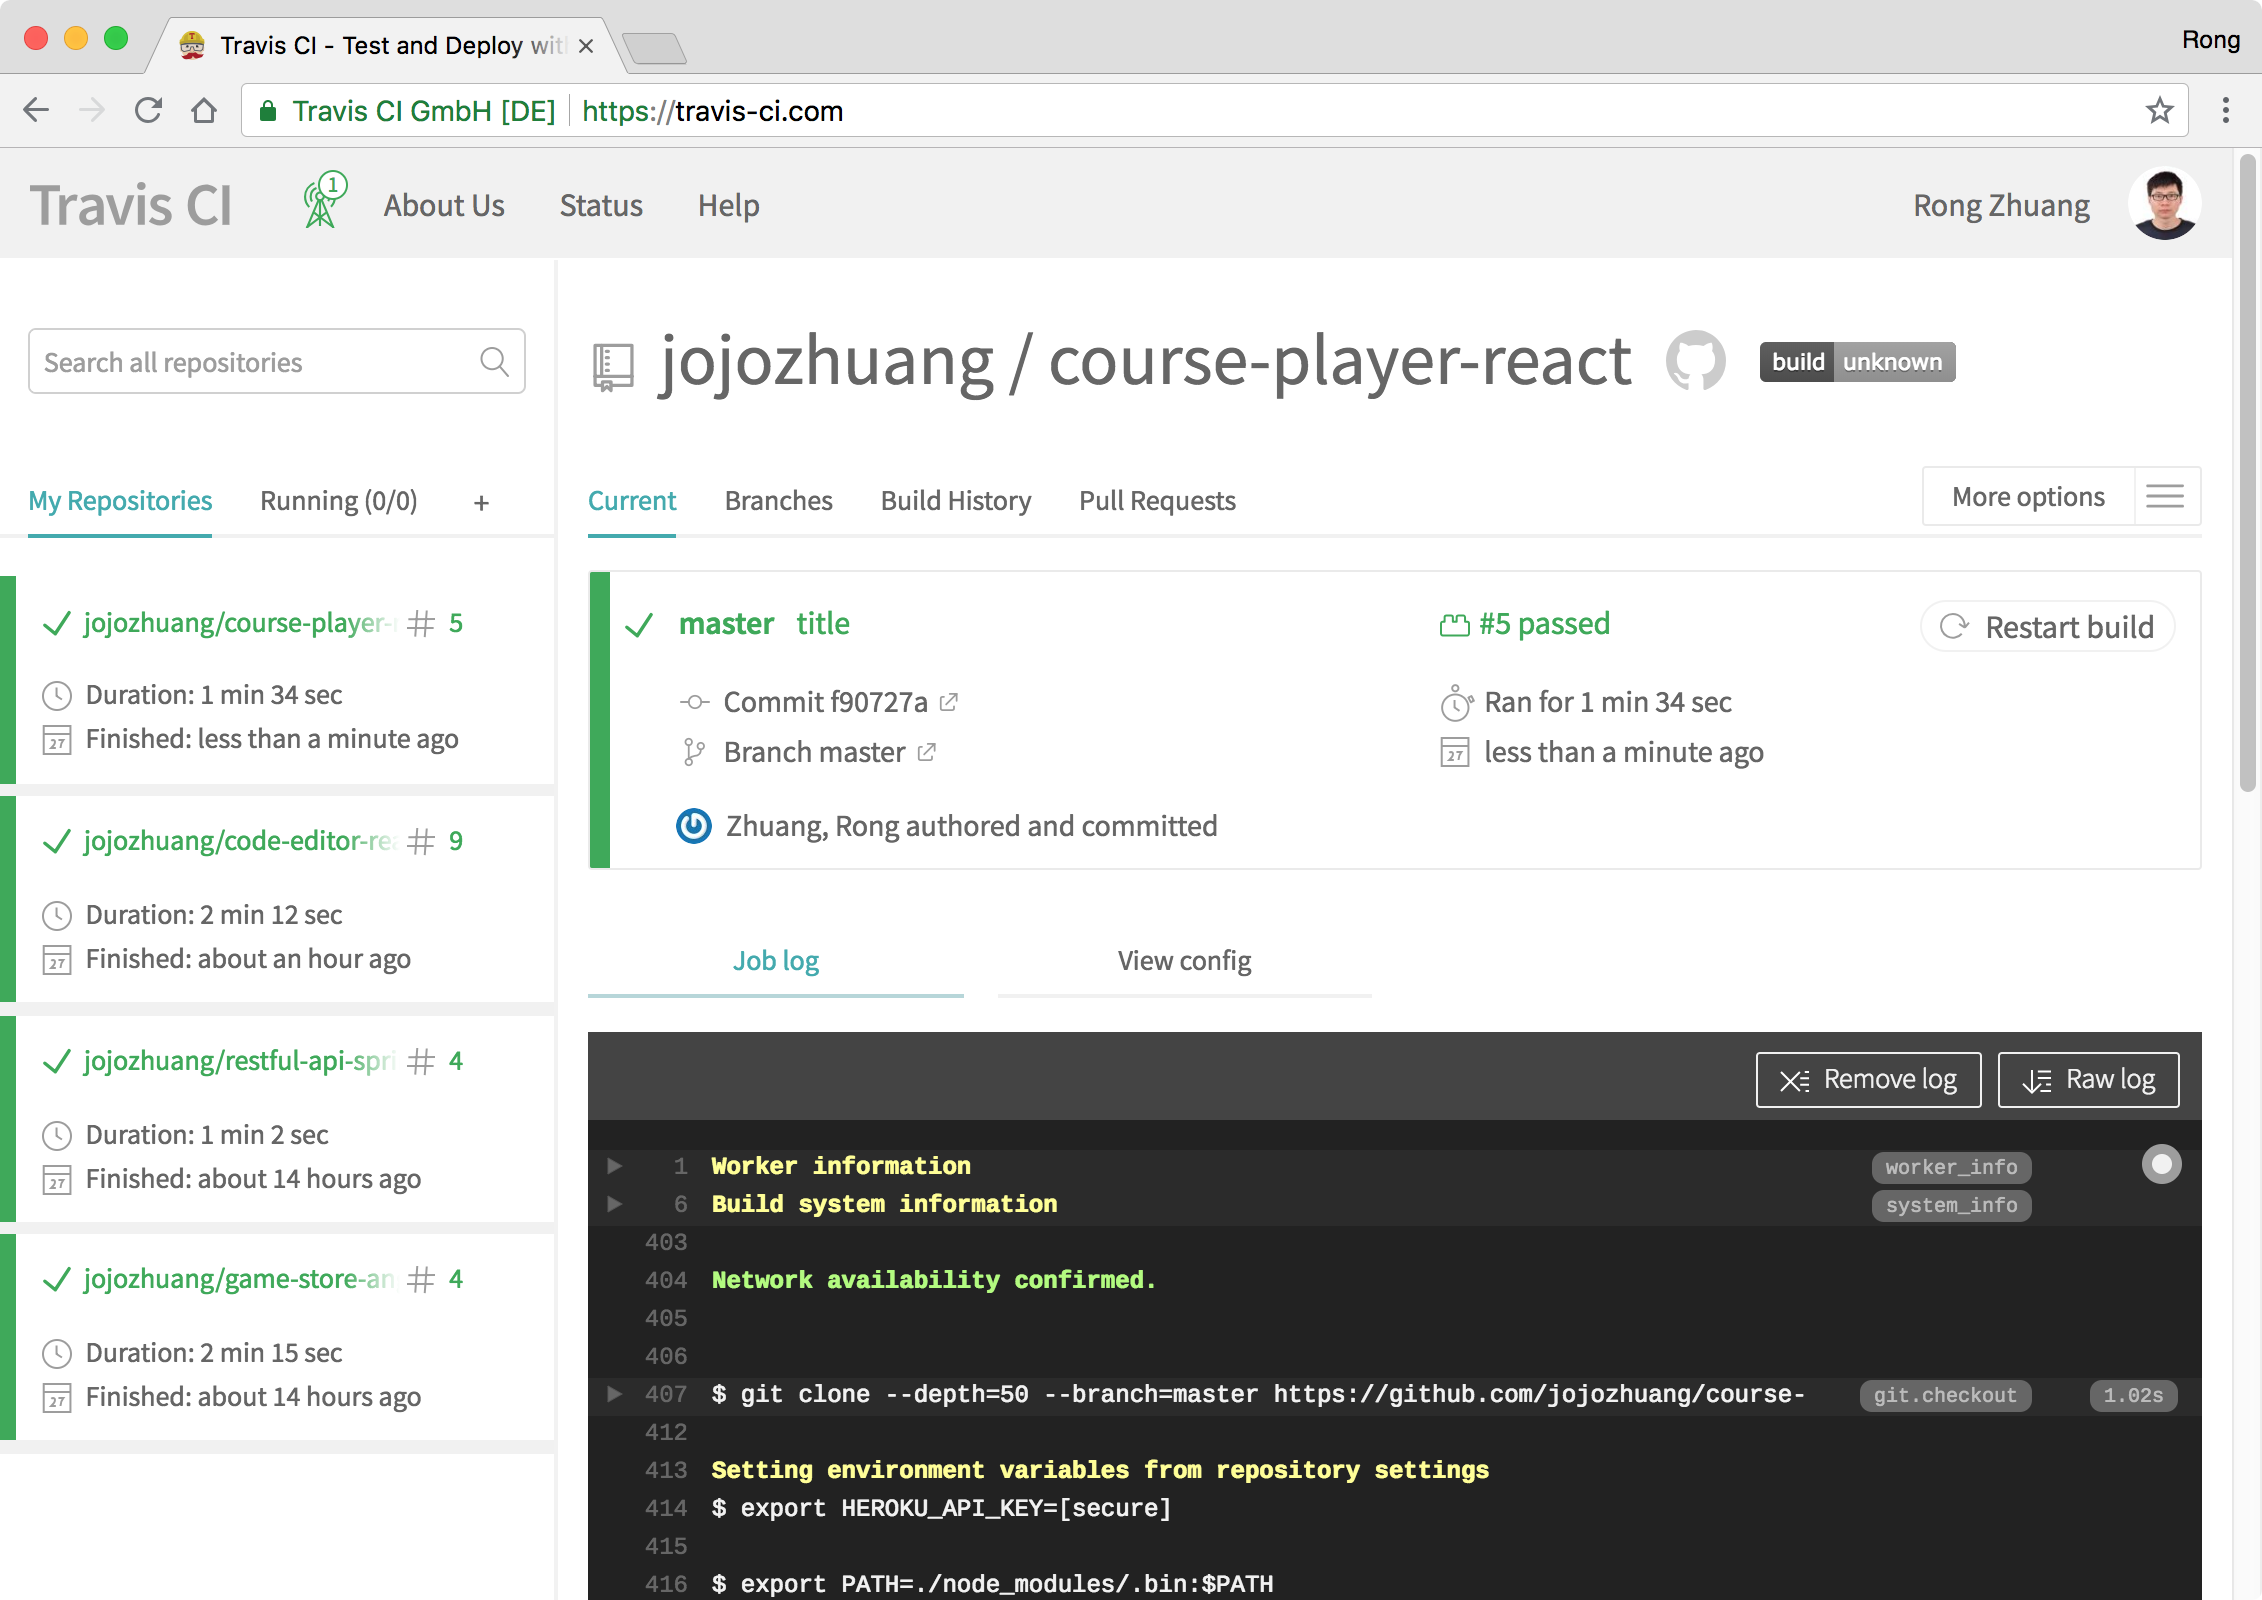 Travis CI - Test and Deploy wit
Rong
Travis CI GmbH [DE] https://travis-ci.com
Travis CI
1
About Us
Status
Help
Rong Zhuang
Search all repositories
My Repositories
Running (0/0)
+
jojozhuang/course-player- # 5
Duration: 1 min 34 sec
27 Finished: less than a minute ago
jojozhuang/code-editor-rea # 9
Duration: 2 min 12 sec
27 Finished: about an hour ago
jojozhuang/restful-api-spri # 4
Duration: 1 min 2 sec
27 Finished: about 14 hours ago
jojozhuang/game-store-an # 4
Duration: 2 min 15 sec
27 Finished: about 14 hours ago
jojozhuang / course-player-react
build unknown
Current
Branches
Build History
Pull Requests
More options
master title
#5 passed
Restart build
Commit f90727a
Ran for 1 min 34 sec
Branch master
27 less than a minute ago
Zhuang, Rong authored and committed
Job log
View config
Remove log
Raw log
1 Worker information worker_info
6 Build system information system_info
403
404 Network availability confirmed.
405
406
407 $ git clone --depth=50 --branch=master https://github.com/jojozhuang/course- git.checkout 1.02s
412
413 Setting environment variables from repository settings
414 $ export HEROKU_API_KEY=[secure]
415
416 $ export PATH=./node_modules/.bin:$PATH